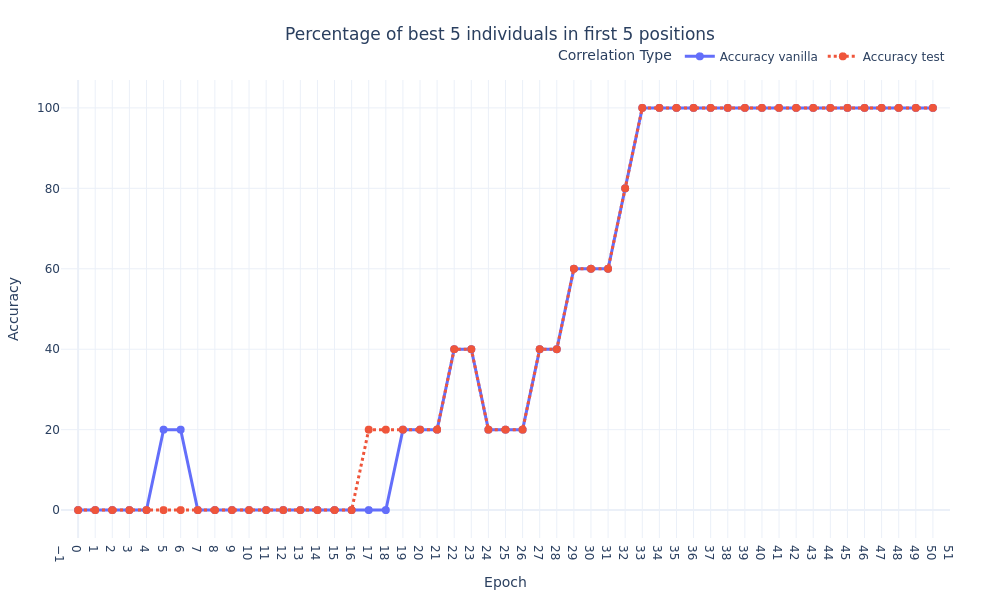 Percentage of best 5 individuals in first 5 positions
Correlation Type Accuracy vanilla Accuracy test
100
80
60
40
20
0
Accuracy
−1 0 1 2 3 4 5 6 7 8 9 10 11 12 13 14 15 16 17 18 19 20 21 22 23 24 25 26 27 28 29 30 31 32 33 34 35 36 37 38 39 40 41 42 43 44 45 46 47 48 49 50 51
Epoch